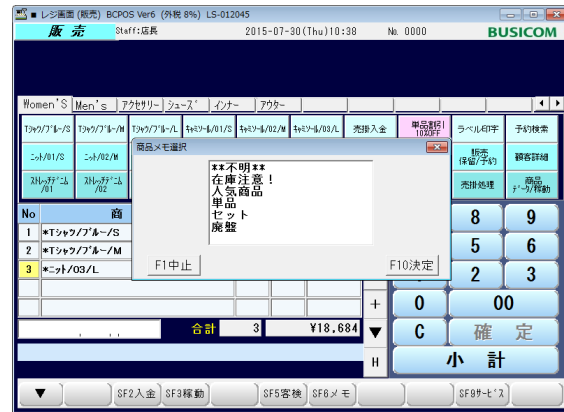 ■ レジ画面 (販売) BCPOS Ver6 (外税 8%) LS-012045
販 売 Staff:店長 2015-07-30(Thu)10:38 No. 0000 BUSICOM
Women'S Men's アクセサリー シューズ インナー アウター
Tシャツ/ブルー/S Tシャツ/ブルー/M Tシャツ/ブルー/L キャミソール/01/S キャミソール/02/M キャミソール/03/L 売掛入金 単品割引10%OFF ラベル印字 予約検索
ニット/01/S ニット/02/M 販売保留/予約 顧客詳細
ストレッチデニム/01 ストレッチデニム/02 売掛処理 商品データ/稼動
商品メモ選択
**不明**
在庫注意！
人気商品
単品
セット
廃盤
F1中止 F10決定
No 商 8 9
1 *Tシャツ/ブルー/S
2 *Tシャツ/ブルー/M 5 6
3 *ニット/03/L 2 3
+ 0 00
合計 3 ¥18,684 ▼ C 確 定
H 小 計
▼ SF2入金 SF3稼動 SF5客検 SF6メモ SF9サービス